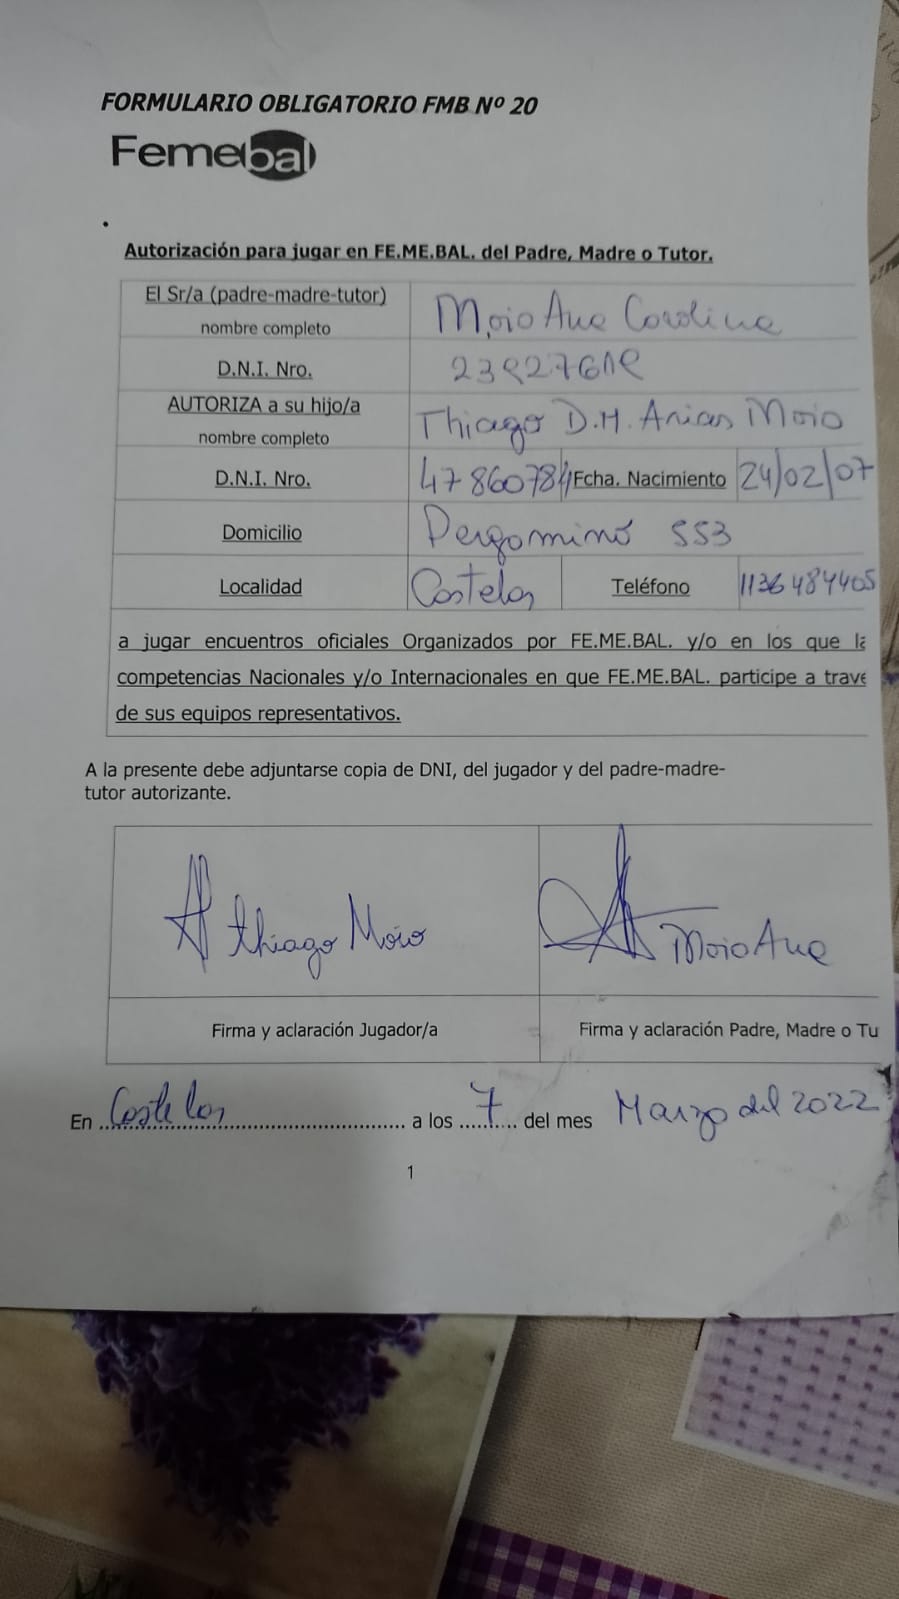 FORMULARIO OBLIGATORIO FMB Nº 20
Femebal
Autorización para jugar en FE.ME.BAL. del Padre, Madre o Tutor.
El Sr/a (padre-madre-tutor)
nombre completo
Moio Ana Carolina
D.N.I. Nro.
AUTORIZA a su hijo/a
nombre completo
Thiago D.M. Arias Moio
D.N.I. Nro.
47860784
Fcha. Nacimiento
24/02/07
Domicilio
Pergamino 553
Localidad
Castelar
Teléfono
1136484405
a jugar encuentros oficiales Organizados por FE.ME.BAL. y/o en los que la
competencias Nacionales y/o Internacionales en que FE.ME.BAL. participe a trave
de sus equipos representativos.
A la presente debe adjuntarse copia de DNI, del jugador y del padre-madre-
tutor autorizante.
Thiago Moio
Moio Ana
Firma y aclaración Jugador/a
Firma y aclaración Padre, Madre o Tu
En Castelar a los 7 del mes Marzo del 2022
1